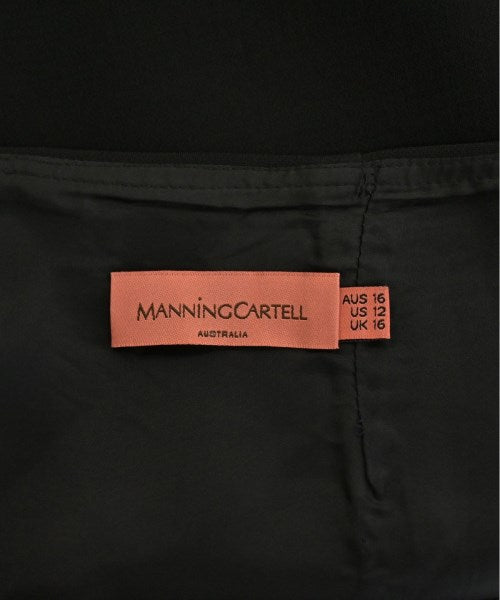 MANNiNGCARTELL
AUSTRALIA
AUS 16
US 12
UK 16